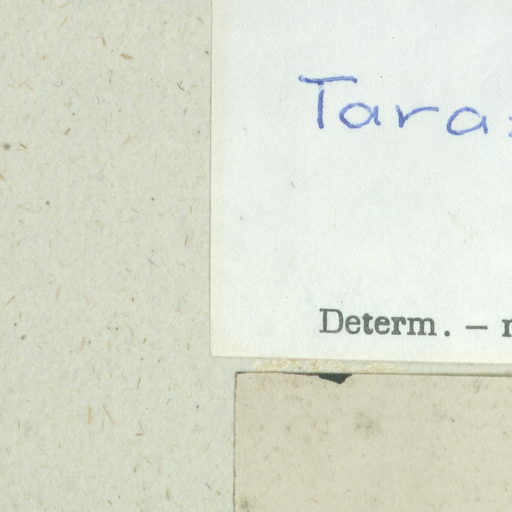 Tara
Determ. –